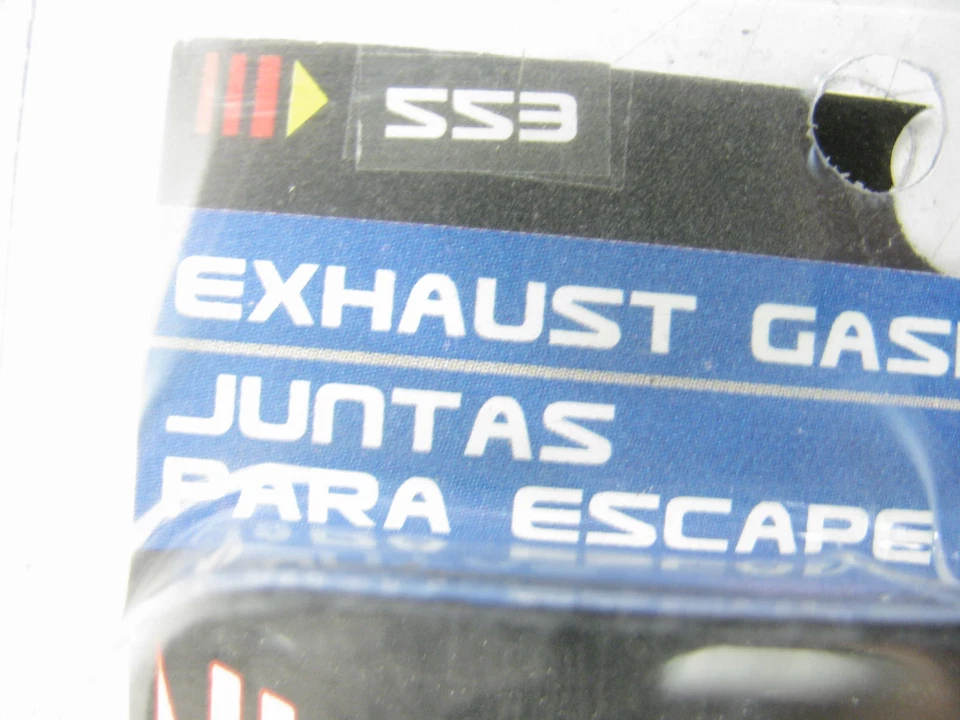 553
EXHAUST
JUNTAS
PARA ESCAPE